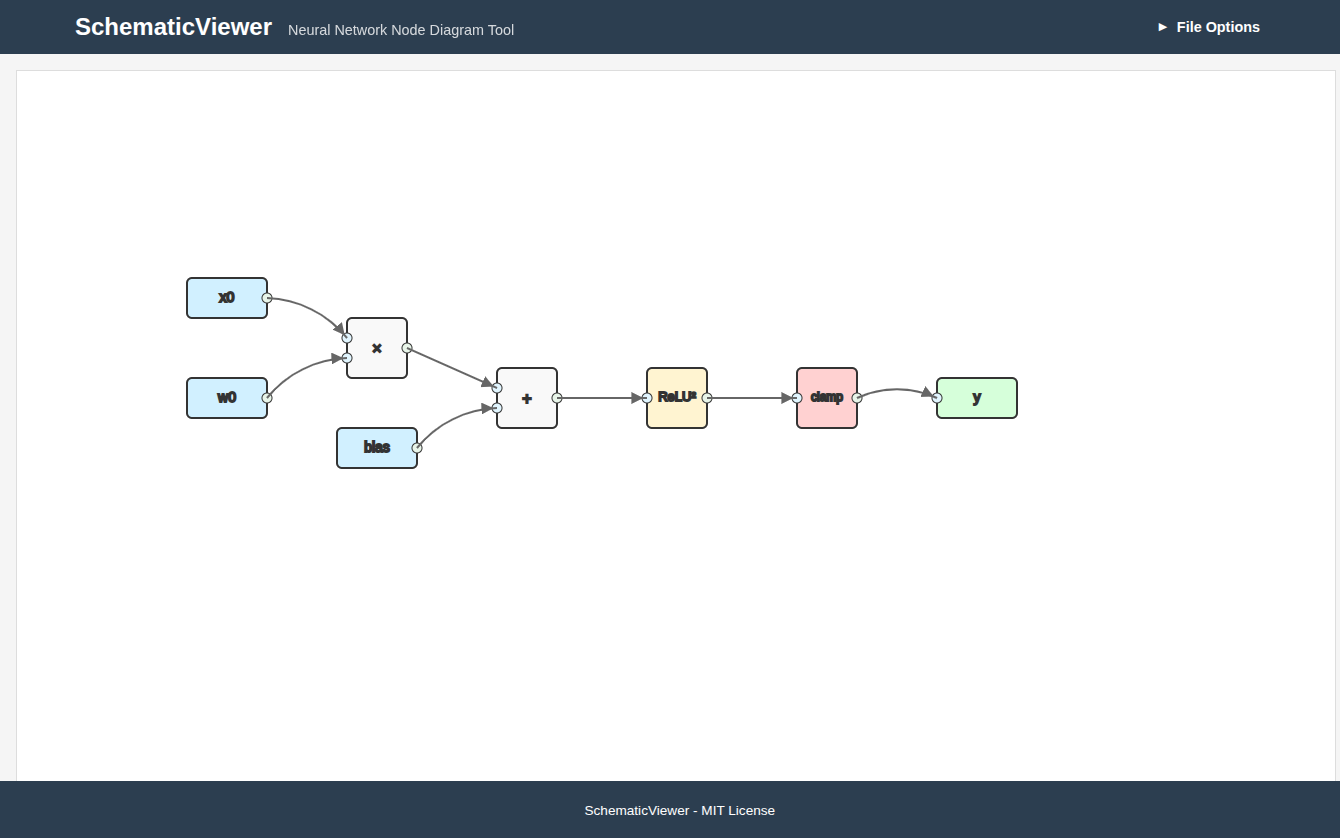 SchematicViewer
Neural Network Node Diagram Tool
► File Options
x0
×
w0
bias
+
ReLU²
clamp
y
SchematicViewer - MIT License